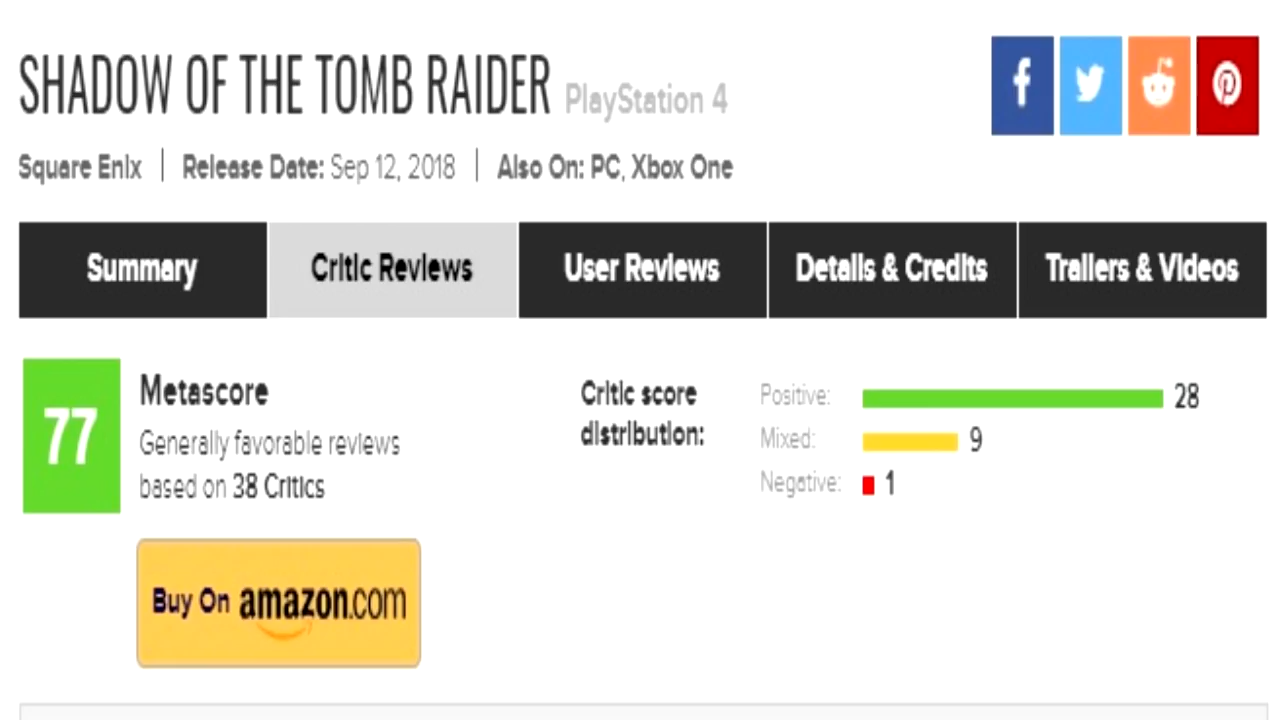 SHADOW OF THE TOMB RAIDER PlayStation 4
Square Enix | Release Date: Sep 12, 2018 | Also On: PC, Xbox One
Summary
Critic Reviews
User Reviews
Details & Credits
Trailers & Videos
77
Metascore
Generally favorable reviews
based on 38 Critics
Critic score
distribution:
Positive: 28
Mixed: 9
Negative: 1
Buy On amazon.com